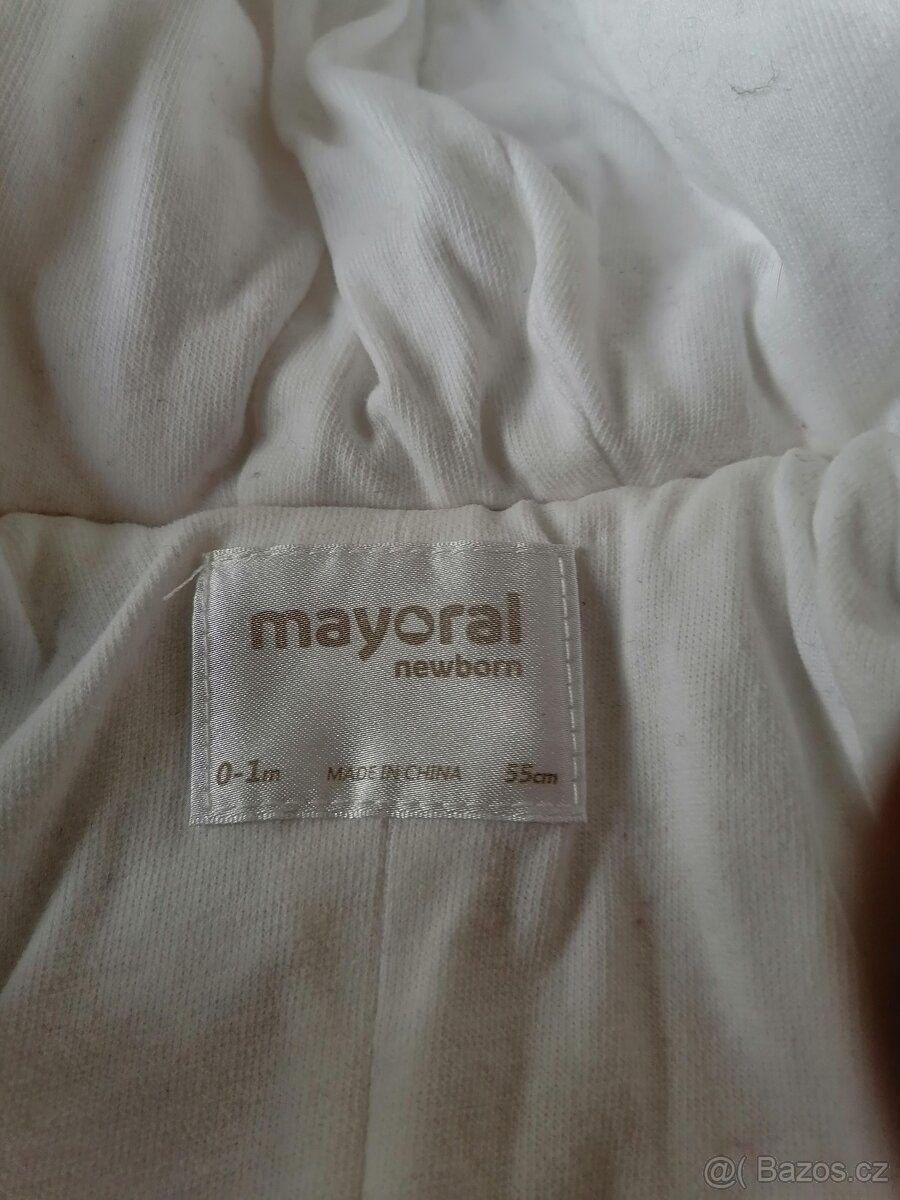 mayoral
newborn
0-1m MADE IN CHINA 55cm
@( Bazos.cz